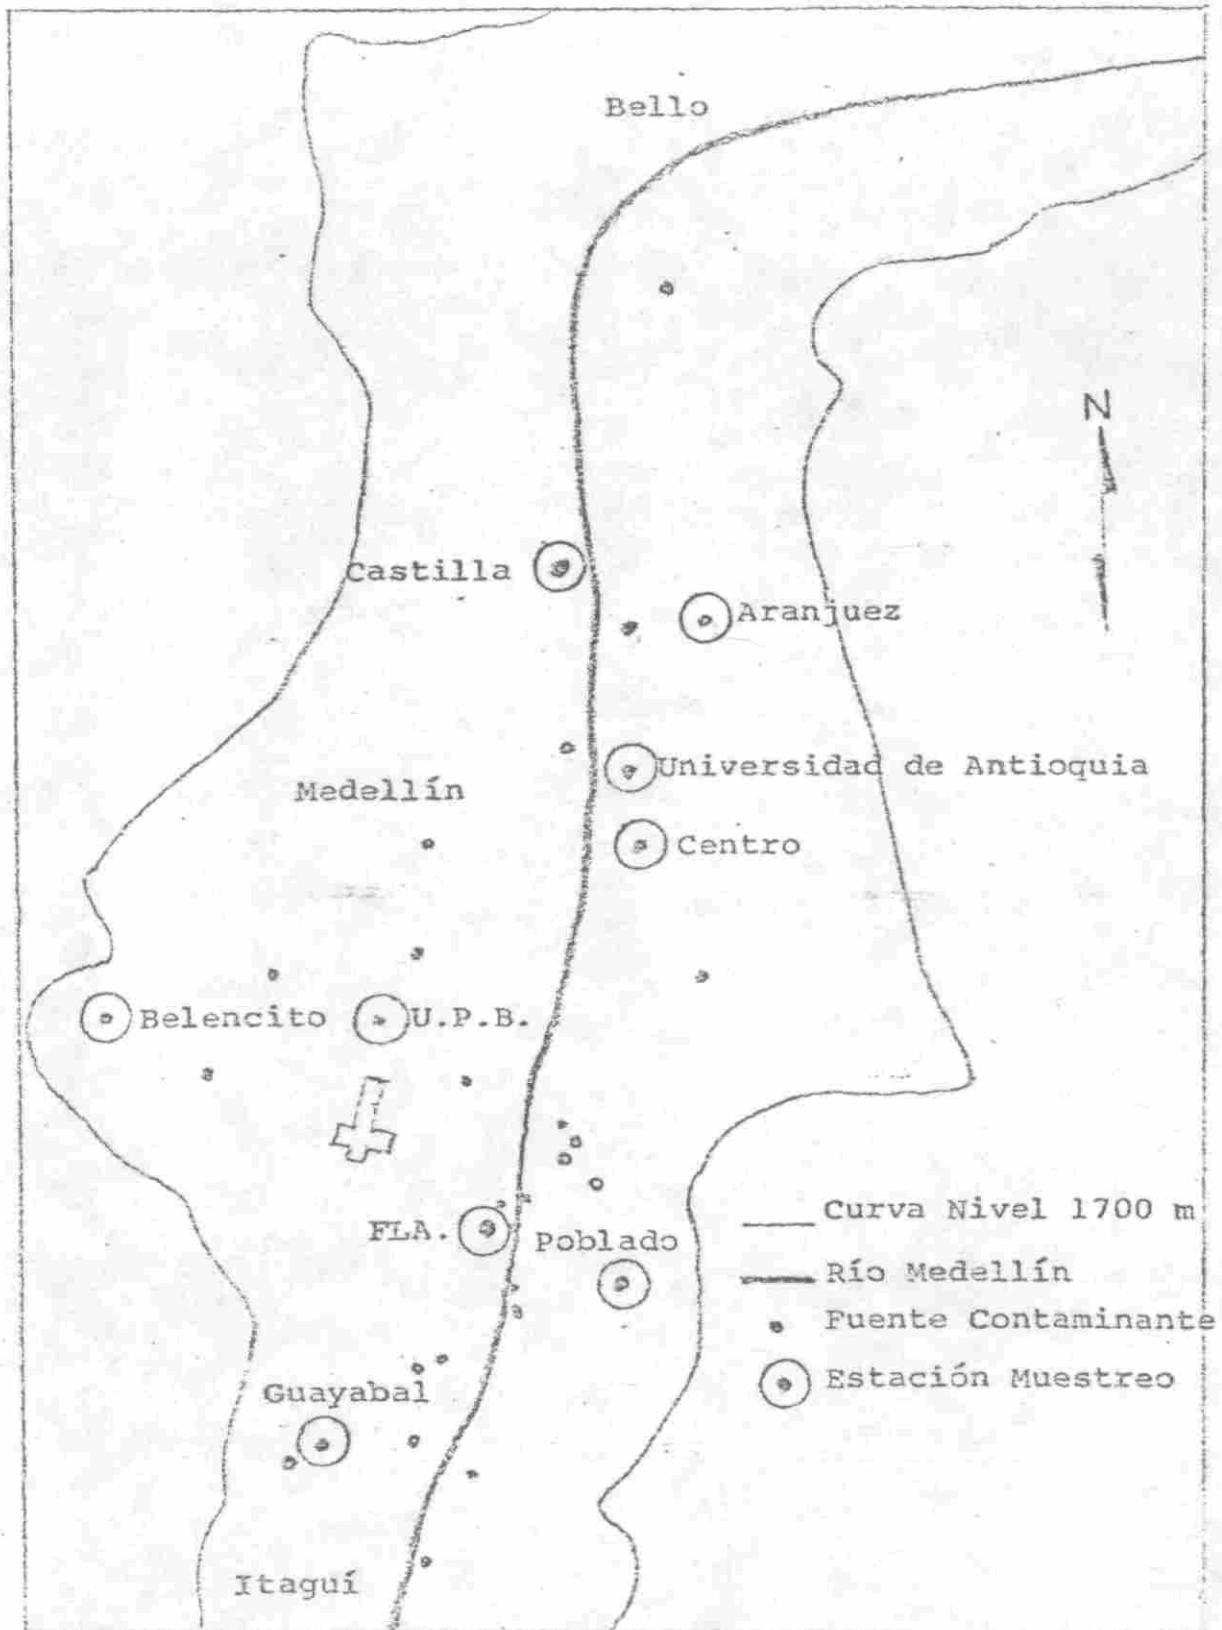 Bello
N
Castilla
Aranjuez
Universidad de Antioquia
Medellín
Centro
Belencito
U.P.B.
FLA.
Poblado
Curva Nivel 1700 m
Río Medellín
Fuente Contaminante
Estación Muestreo
Guayabal
Itaguí